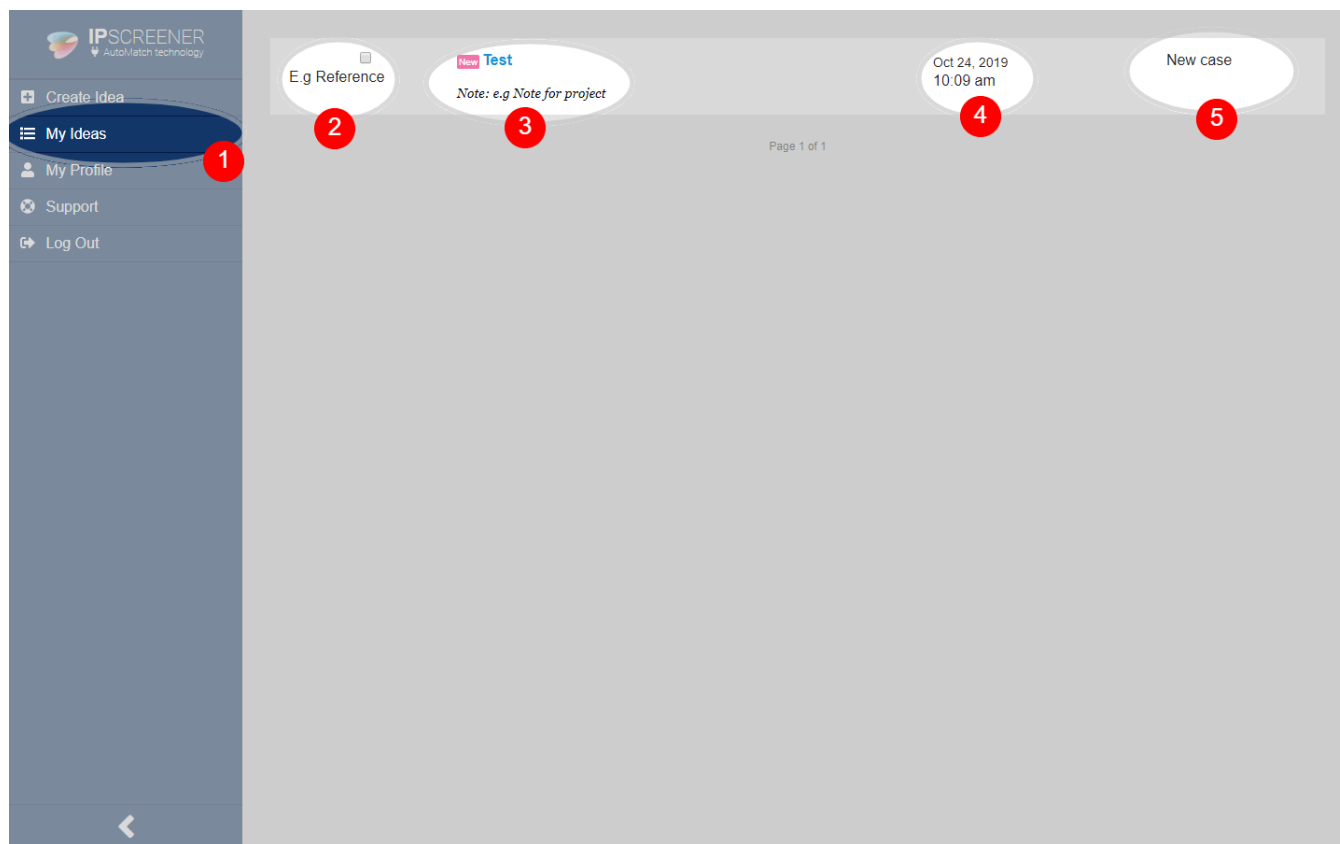 IPSCREENER
AutoMatch technology
Create Idea
My Ideas
1
My Profile
Support
Log Out
E.g Reference
2
New Test
Note: e.g Note for project
3
Oct 24, 2019
10:09 am
4
New case
5
Page 1 of 1